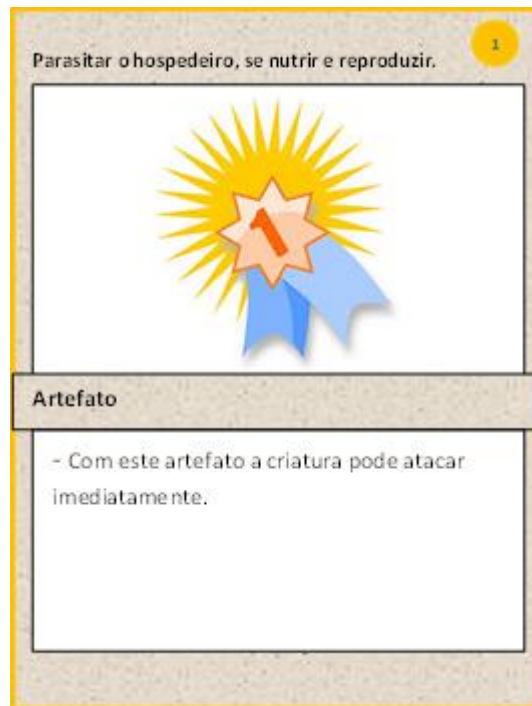 1
Parasitar o hospedeiro, se nutrir e reproduzir.
1
Artefato
- Com este artefato a criatura pode atacar
imediatamente.